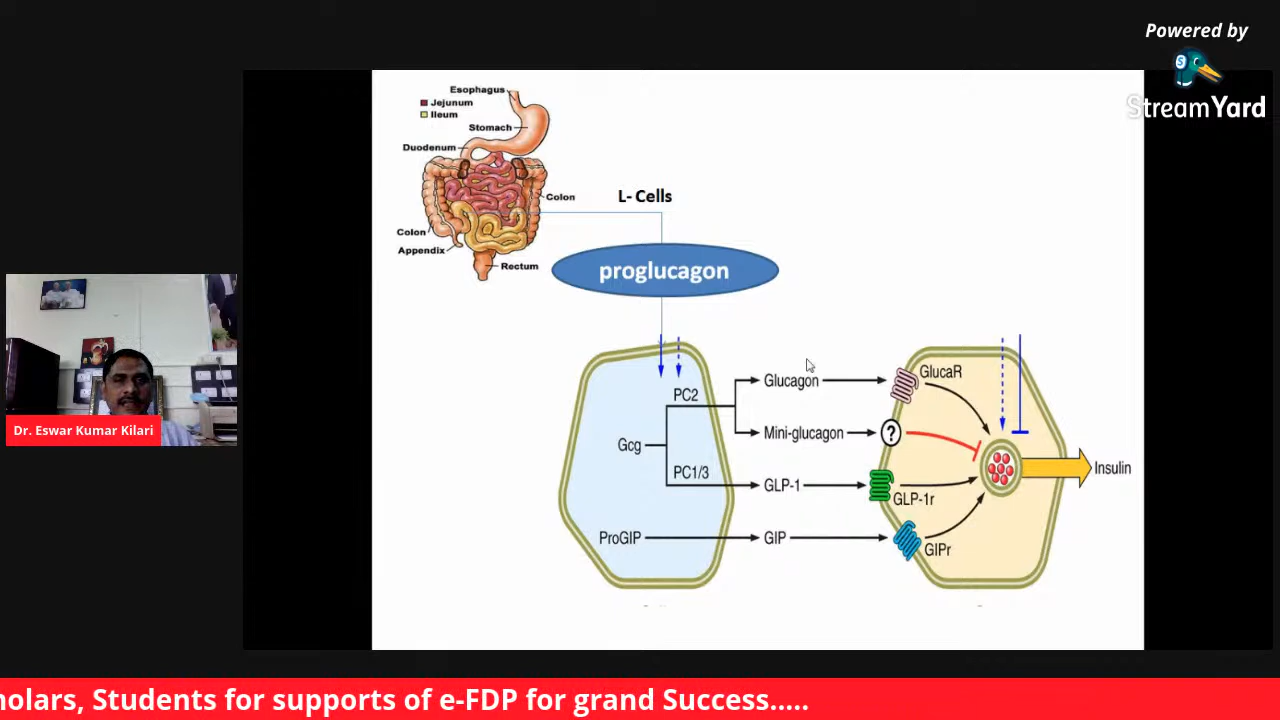 Powered by
StreamYard
Esophagus
Jejunum
Ileum
Stomach
Duodenum
Colon
L- Cells
Colon
Appendix
Rectum
proglucagon
PC2
Glucagon
GlucaR
Gcg
Mini-glucagon
?
PC1/3
GLP-1
GLP-1r
Insulin
ProGIP
GIP
GIPr
Dr. Eswar Kumar Kilari
Students for supports of e-FDP for grand Success.....